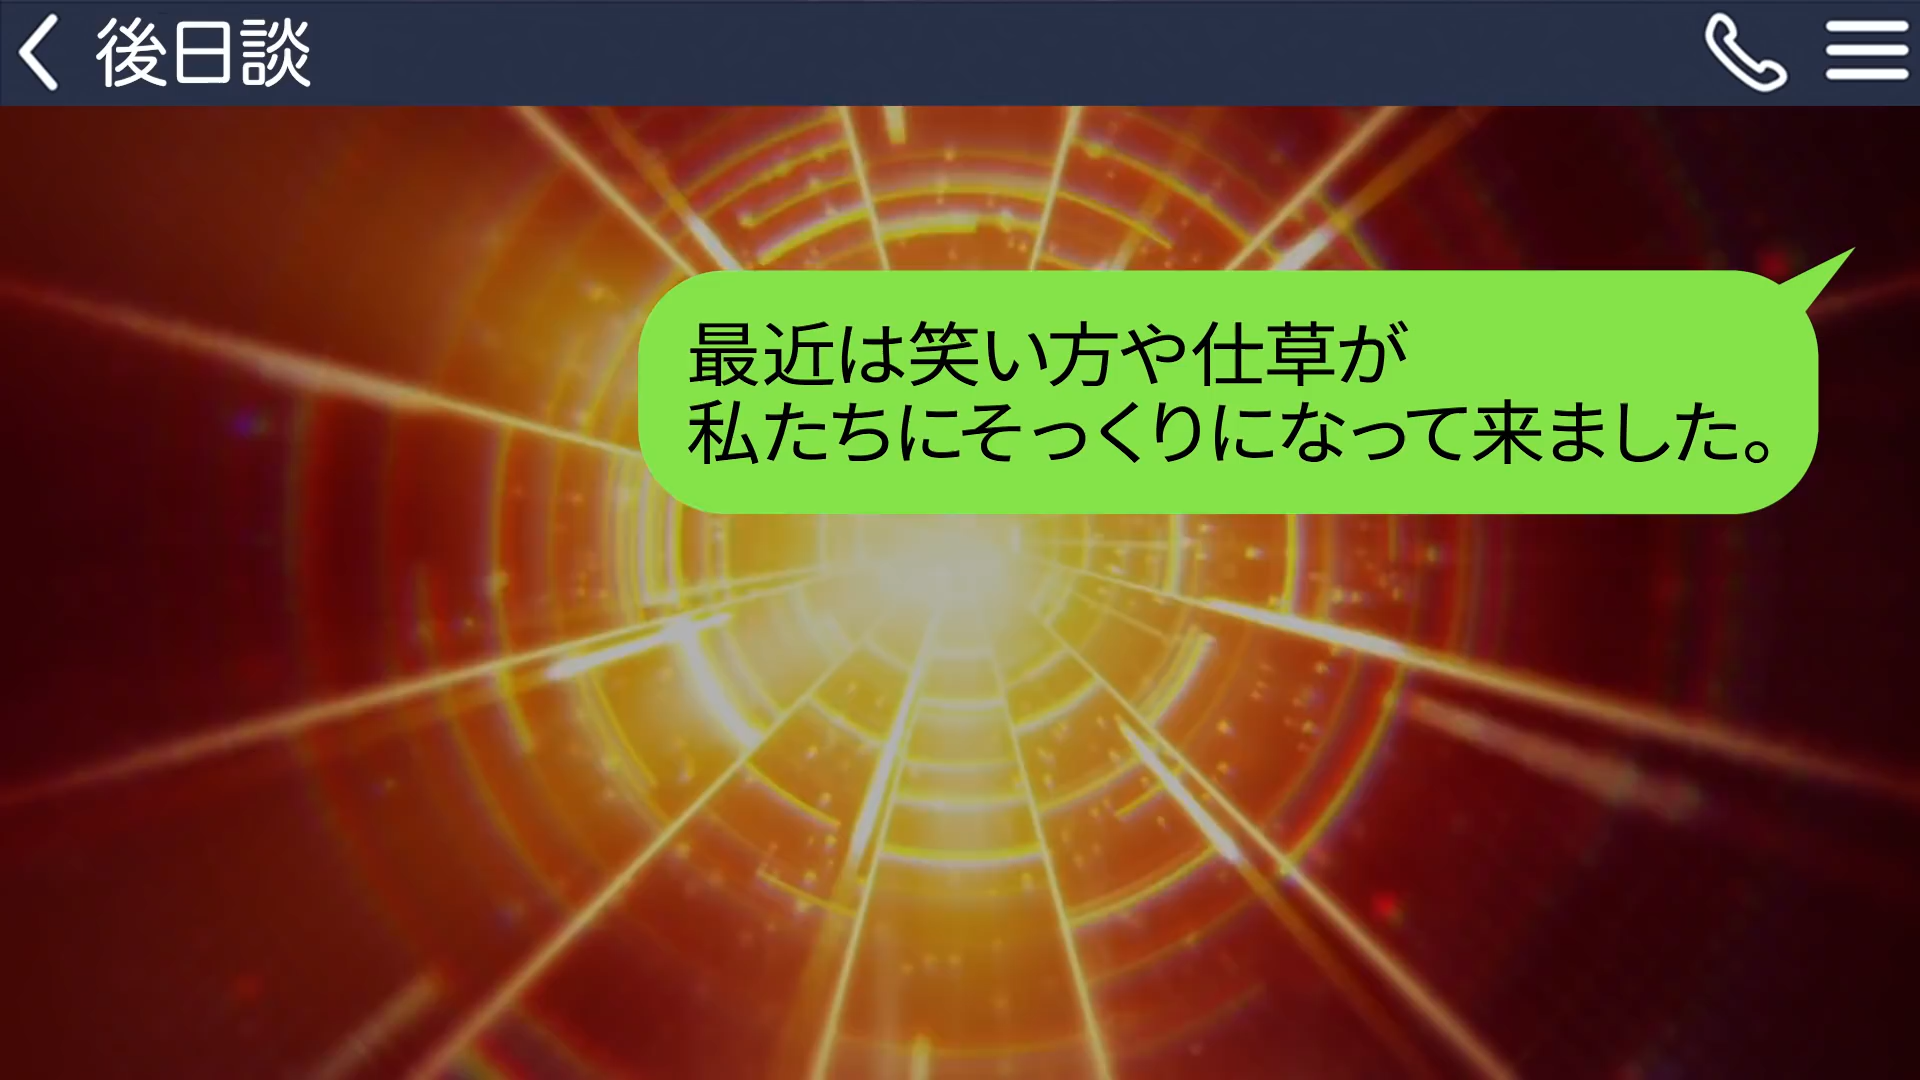 後日談
最近は笑い方や仕草が
私たちにそっくりになって来ました。